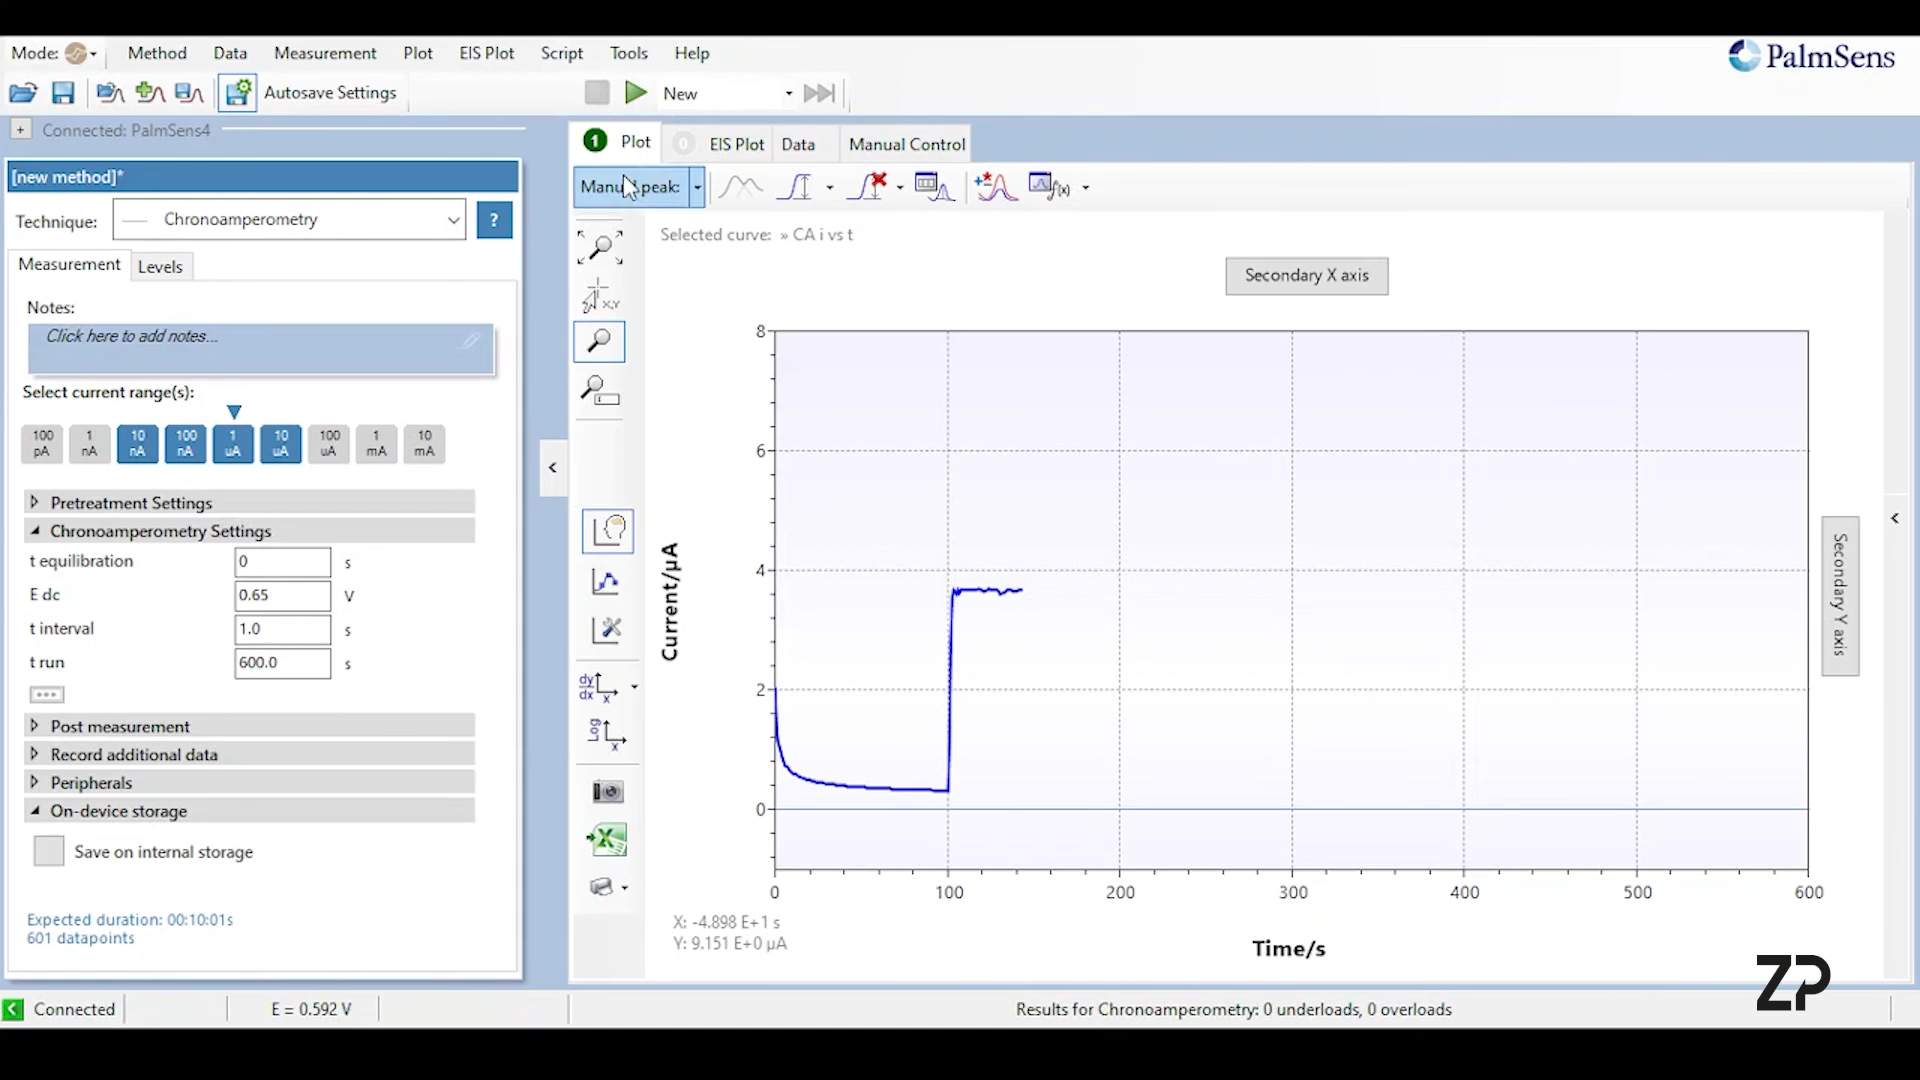 Mode: Method Data Measurement Plot EIS Plot Script Tools Help
PalmSens
Autosave Settings
New
+ Connected: PalmSens4
1 Plot 0 EIS Plot Data Manual Control
[new method]*
Manu peak:
f(x)
Technique: Chronoamperometry ?
Selected curve: » CA i vs t
Measurement Levels
Secondary X axis
Notes:
Click here to add notes...
X,Y
Select current range(s):
100 pA
1 nA
10 nA
100 nA
1 uA
10 uA
100 uA
1 mA
10 mA
Pretreatment Settings
Chronoamperometry Settings
t equilibration 0 s
E dc 0.65 V
t interval 1.0 s
t run 600.0 s
Post measurement
Record additional data
Peripherals
On-device storage
Save on internal storage
Expected duration: 00:10:01s
601 datapoints
dy/dx x
Log x
Current/µA
8
6
4
2
0
0 100 200 300 400 500 600
Time/s
Secondary Y axis
X: -4.898 E+1 s
Y: 9.151 E+0 µA
ZP
Connected E = 0.592 V Results for Chronoamperometry: 0 underloads, 0 overloads